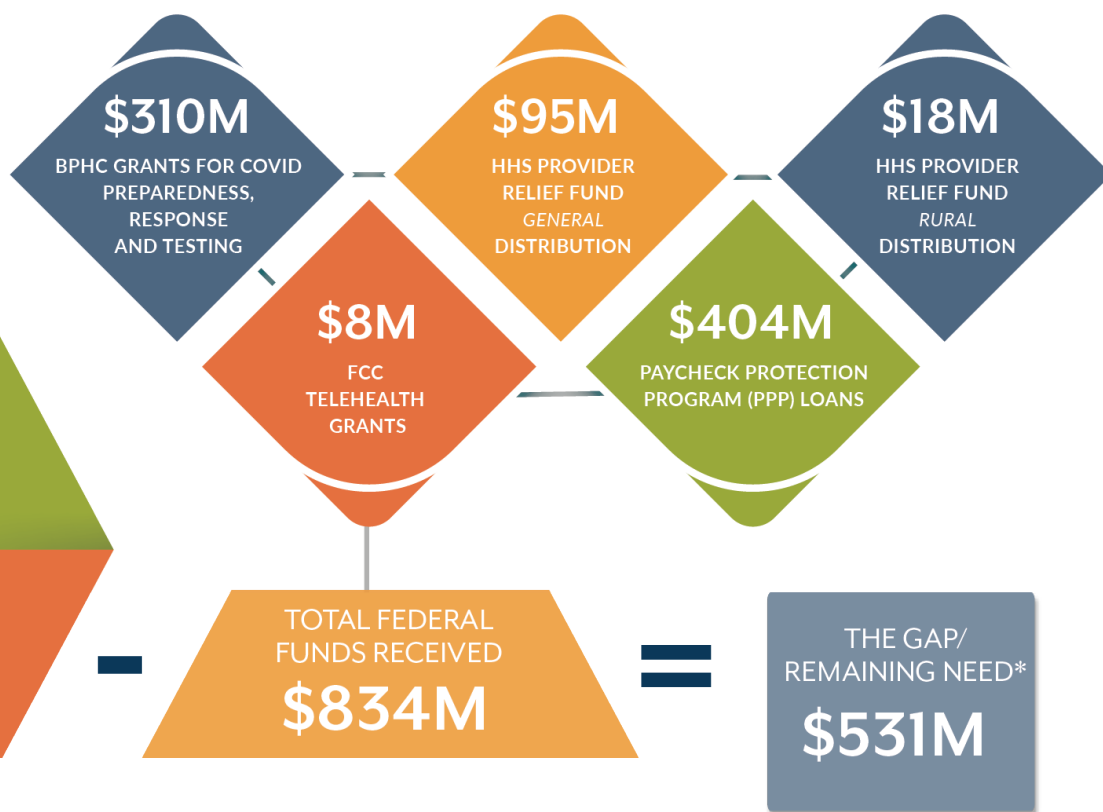 $310M
BPHC GRANTS FOR COVID
PREPAREDNESS,
RESPONSE
AND TESTING
$95M
HHS PROVIDER
RELIEF FUND
GENERAL
DISTRIBUTION
$18M
HHS PROVIDER
RELIEF FUND
RURAL
DISTRIBUTION
$8M
FCC
TELEHEALTH
GRANTS
$404M
PAYCHECK PROTECTION
PROGRAM (PPP) LOANS
-
TOTAL FEDERAL
FUNDS RECEIVED
$834M
=
THE GAP/
REMAINING NEED*
$531M